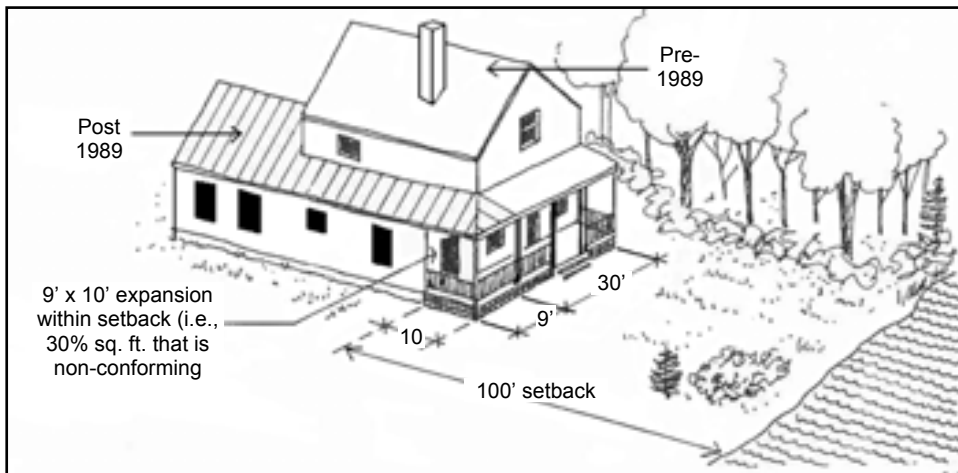 Pre-
1989
Post
1989
9’ x 10’ expansion
within setback (i.e.,
30% sq. ft. that is
non-conforming
10
9’
30’
100’ setback